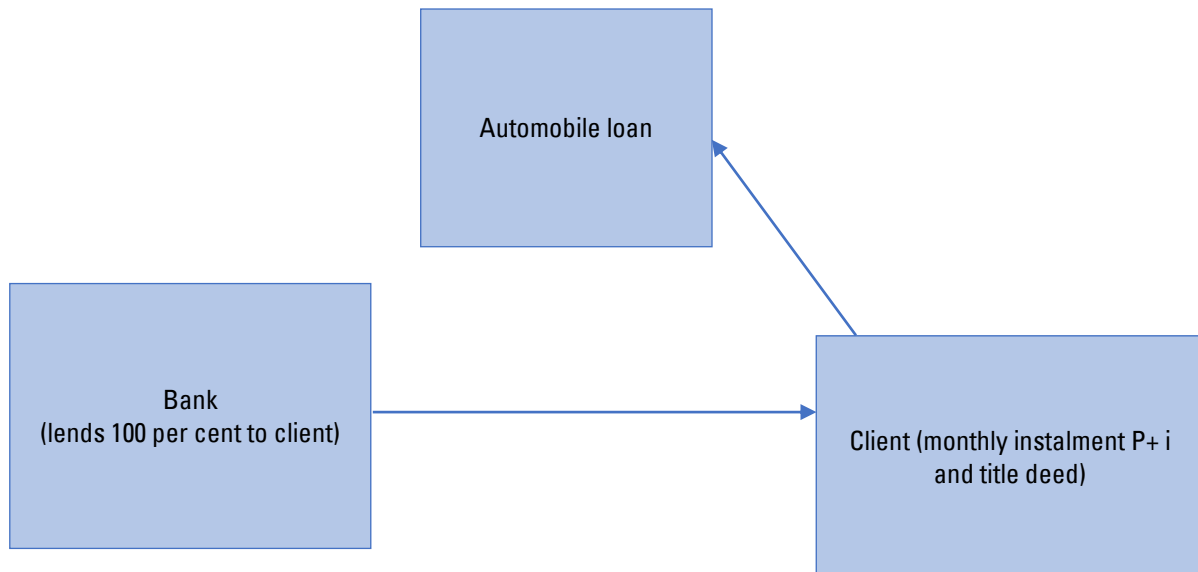 Automobile loan
Bank
(lends 100 per cent to client)
Client (monthly instalment P+ i
and title deed)